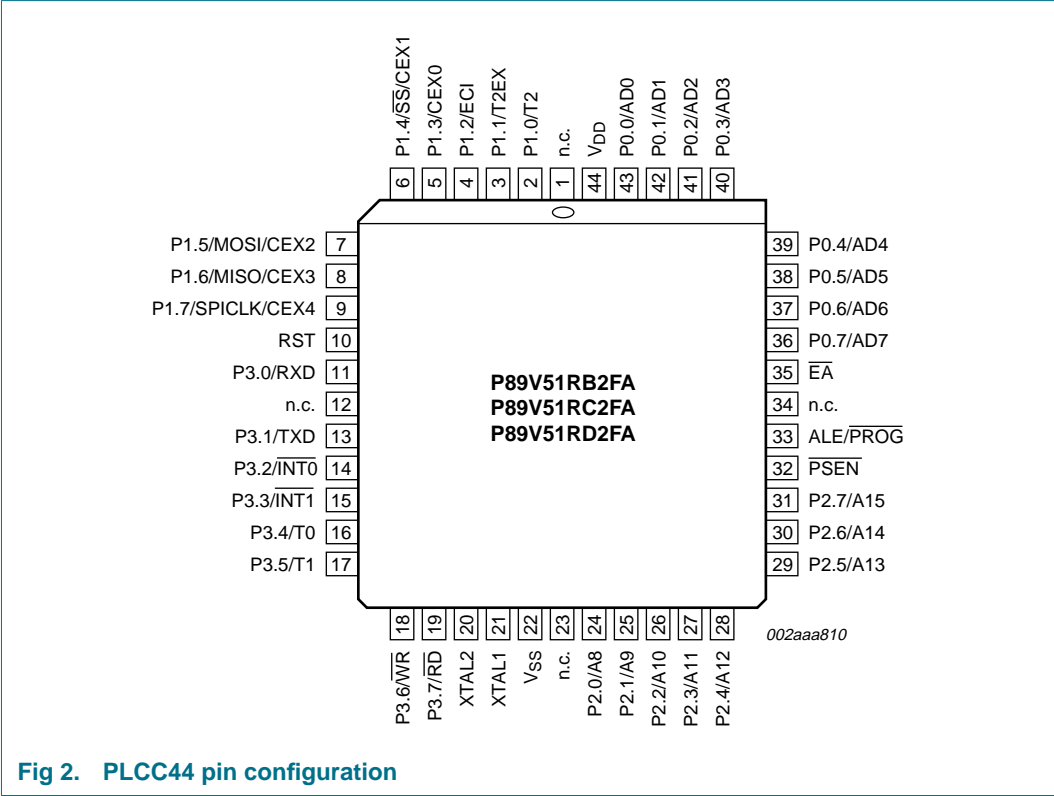 P1.4/S̅S̅/CEX1
P1.3/CEX0
P1.2/ECI
P1.1/T2EX
P1.0/T2
n.c.
VDD
P0.0/AD0
P0.1/AD1
P0.2/AD2
P0.3/AD3
6 5 4 3 2 1 44 43 42 41 40
P1.5/MOSI/CEX2 7
P1.6/MISO/CEX3 8
P1.7/SPICLK/CEX4 9
RST 10
P3.0/RXD 11
n.c. 12
P3.1/TXD 13
P3.2/I̅N̅T̅0̅ 14
P3.3/I̅N̅T̅1̅ 15
P3.4/T0 16
P3.5/T1 17
P89V51RB2FA
P89V51RC2FA
P89V51RD2FA
39 P0.4/AD4
38 P0.5/AD5
37 P0.6/AD6
36 P0.7/AD7
35 E̅A̅
34 n.c.
33 ALE/P̅R̅O̅G̅
32 P̅S̅E̅N̅
31 P2.7/A15
30 P2.6/A14
29 P2.5/A13
18 19 20 21 22 23 24 25 26 27 28
P3.6/W̅R̅
P3.7/R̅D̅
XTAL2
XTAL1
VSS
n.c.
P2.0/A8
P2.1/A9
P2.2/A10
P2.3/A11
P2.4/A12
002aaa810
Fig 2. PLCC44 pin configuration